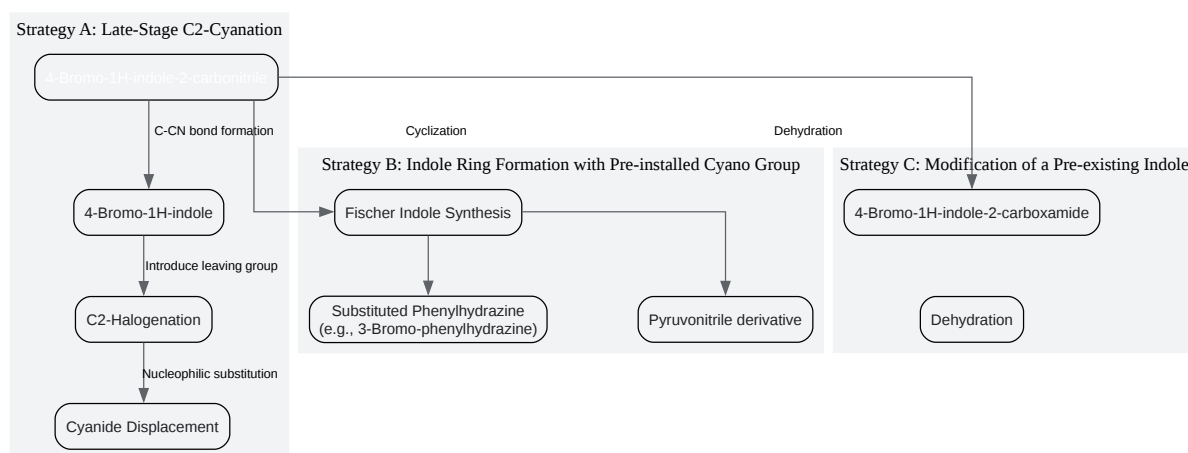 Strategy A: Late-Stage C2-Cyanation
4-Bromo-1H-indole-2-carbonitrile
C-CN bond formation
Cyclization
Dehydration
Strategy B: Indole Ring Formation with Pre-installed Cyano Group
Strategy C: Modification of a Pre-existing Indole
4-Bromo-1H-indole
Fischer Indole Synthesis
4-Bromo-1H-indole-2-carboxamide
Introduce leaving group
C2-Halogenation
Substituted Phenylhydrazine
(e.g., 3-Bromo-phenylhydrazine)
Pyruvonitrile derivative
Dehydration
Nucleophilic substitution
Cyanide Displacement